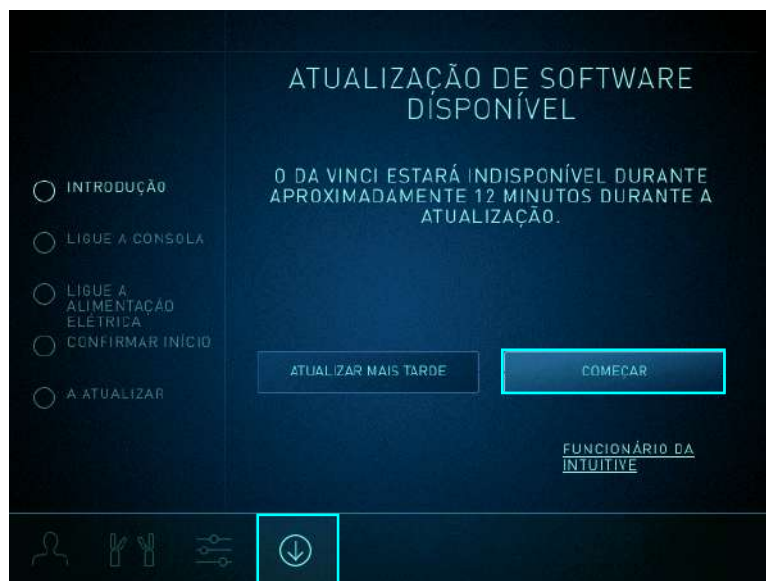 ATUALIZAÇÃO DE SOFTWARE
DISPONÍVEL
O DA VINCI ESTARÁ INDISPONÍVEL DURANTE
APROXIMADAMENTE 12 MINUTOS DURANTE A
ATUALIZAÇÃO.
INTRODUÇÃO
LIGUE A CONSOLA
LIGUE A
ALIMENTAÇÃO
ELÉTRICA
CONFIRMAR INÍCIO
A ATUALIZAR
ATUALIZAR MAIS TARDE
COMEÇAR
FUNCIONÁRIO DA
INTUITIVE